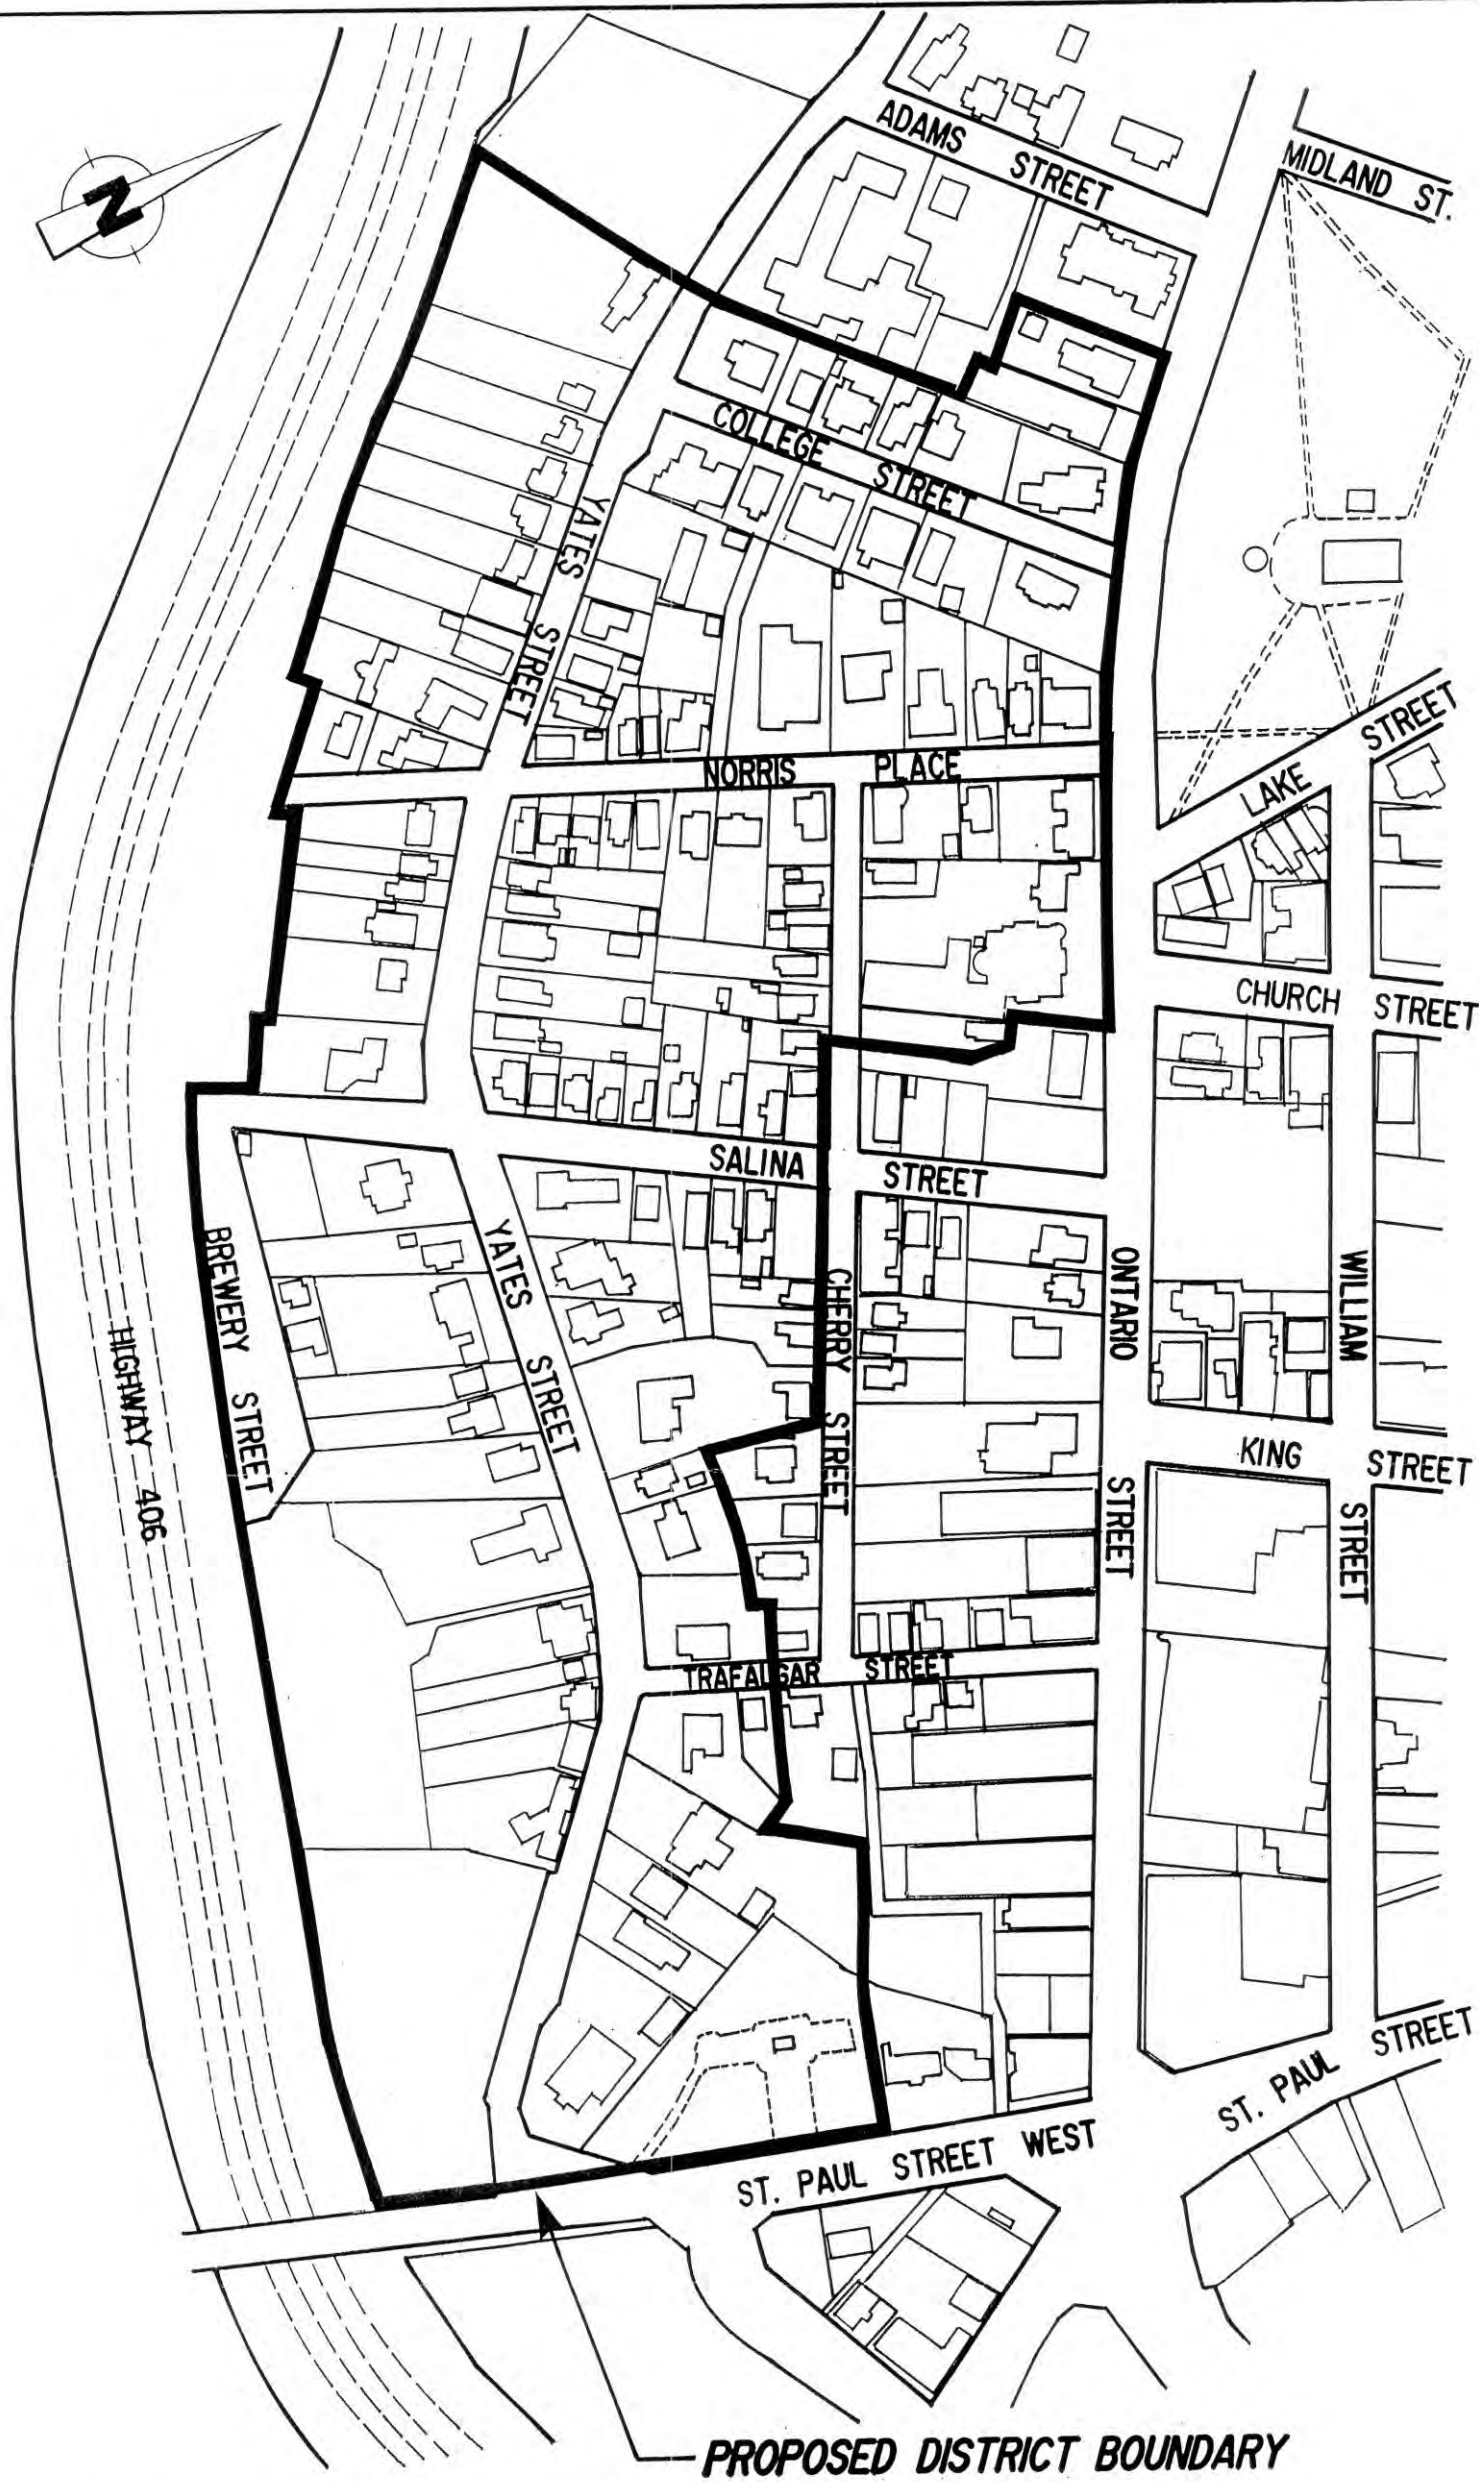 ADAMS STREET
MIDLAND ST.
N
COLLEGE STREET
YATES STREET
LAKE STREET
NORRIS PLACE
CHURCH STREET
SALINA STREET
BREWERY STREET
YATES STREET
CHERRY STREET
ONTARIO STREET
WILLIAM STREET
HIGHWAY 406
KING STREET
TRAFALGAR STREET
ST. PAUL STREET
ST. PAUL STREET WEST
PROPOSED DISTRICT BOUNDARY